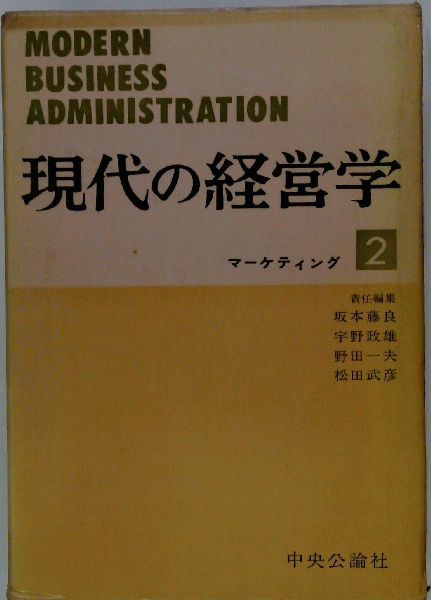 MODERN
BUSINESS
ADMINISTRATION
現代の経営学
マーケティング 2
責任編集
坂本藤良
宇野政雄
野田一夫
松田武彦
中央公論社